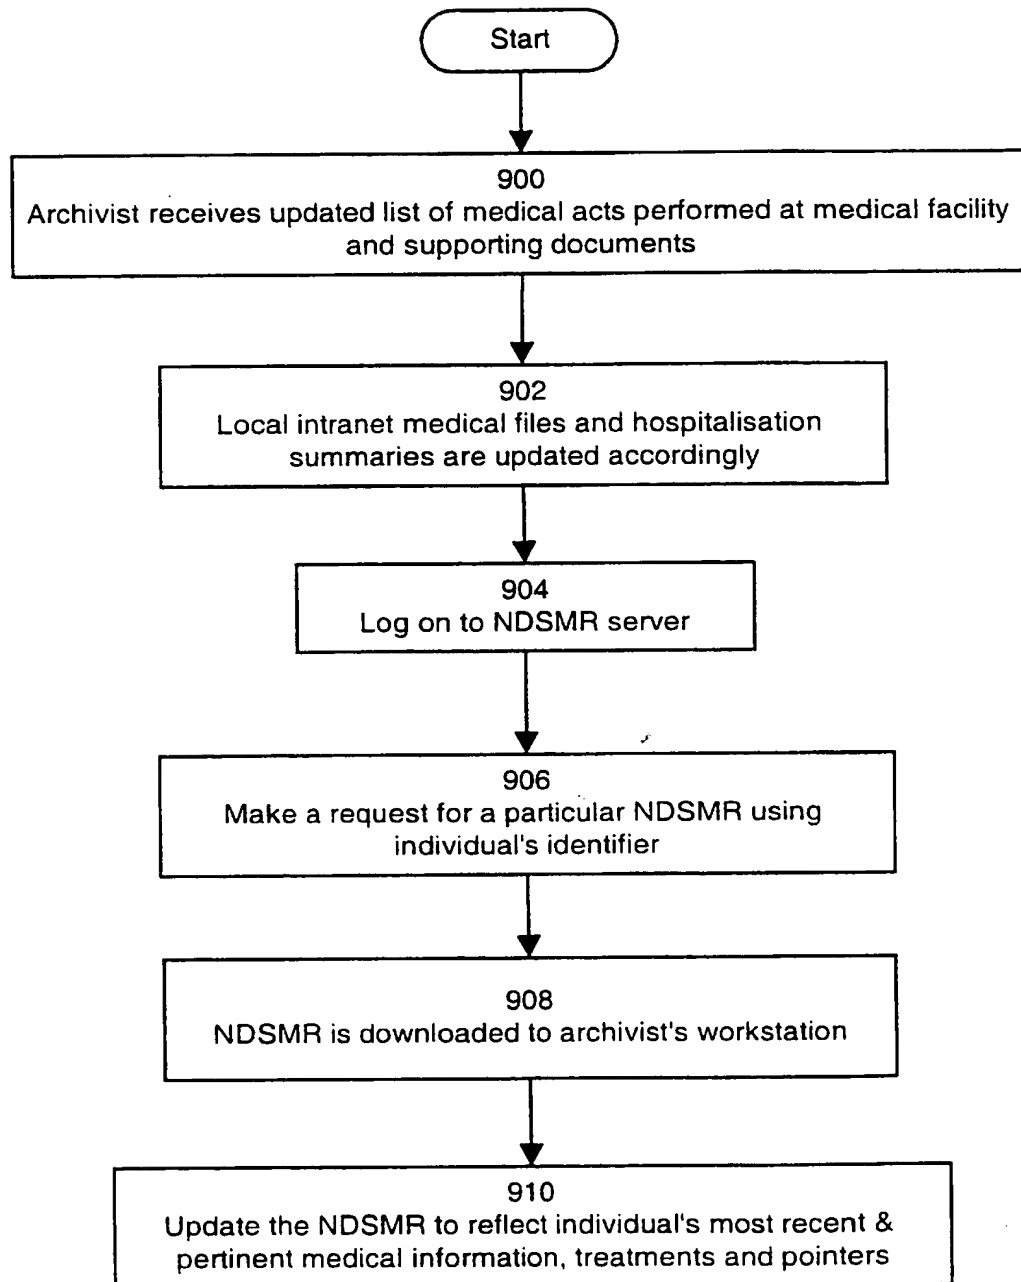 Start
900
Archivist receives updated list of medical acts performed at medical facility
and supporting documents
902
Local intranet medical files and hospitalisation
summaries are updated accordingly
904
Log on to NDSMR server
906
Make a request for a particular NDSMR using
individual's identifier
908
NDSMR is downloaded to archivist's workstation
910
Update the NDSMR to reflect individual's most recent &
pertinent medical information, treatments and pointers